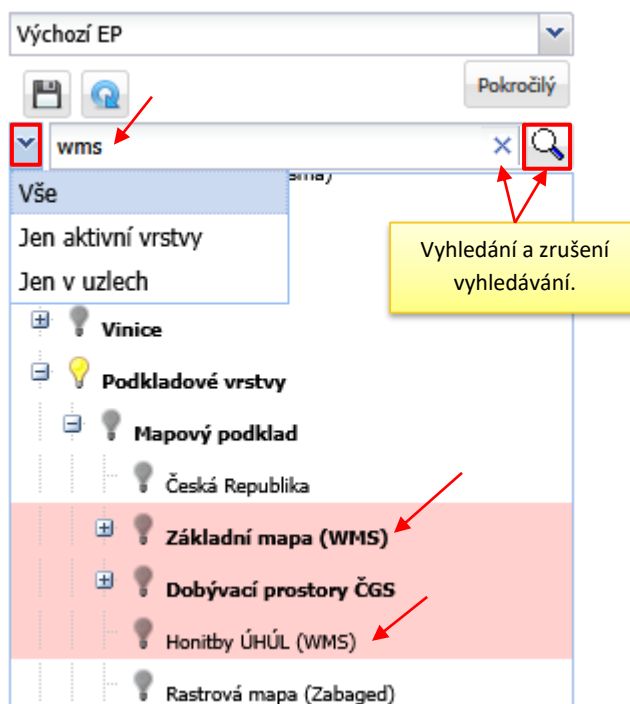 Výchozí EP
Pokročilý
wms
Vše
Jen aktivní vrstvy
Jen v uzlech
Vyhledání a zrušení
vyhledávání.
Vinice
Podkladové vrstvy
Mapový podklad
Česká Republika
Základní mapa (WMS)
Dobývací prostory ČGS
Honitby ÚHÚL (WMS)
Rastrová mapa (Zabaged)